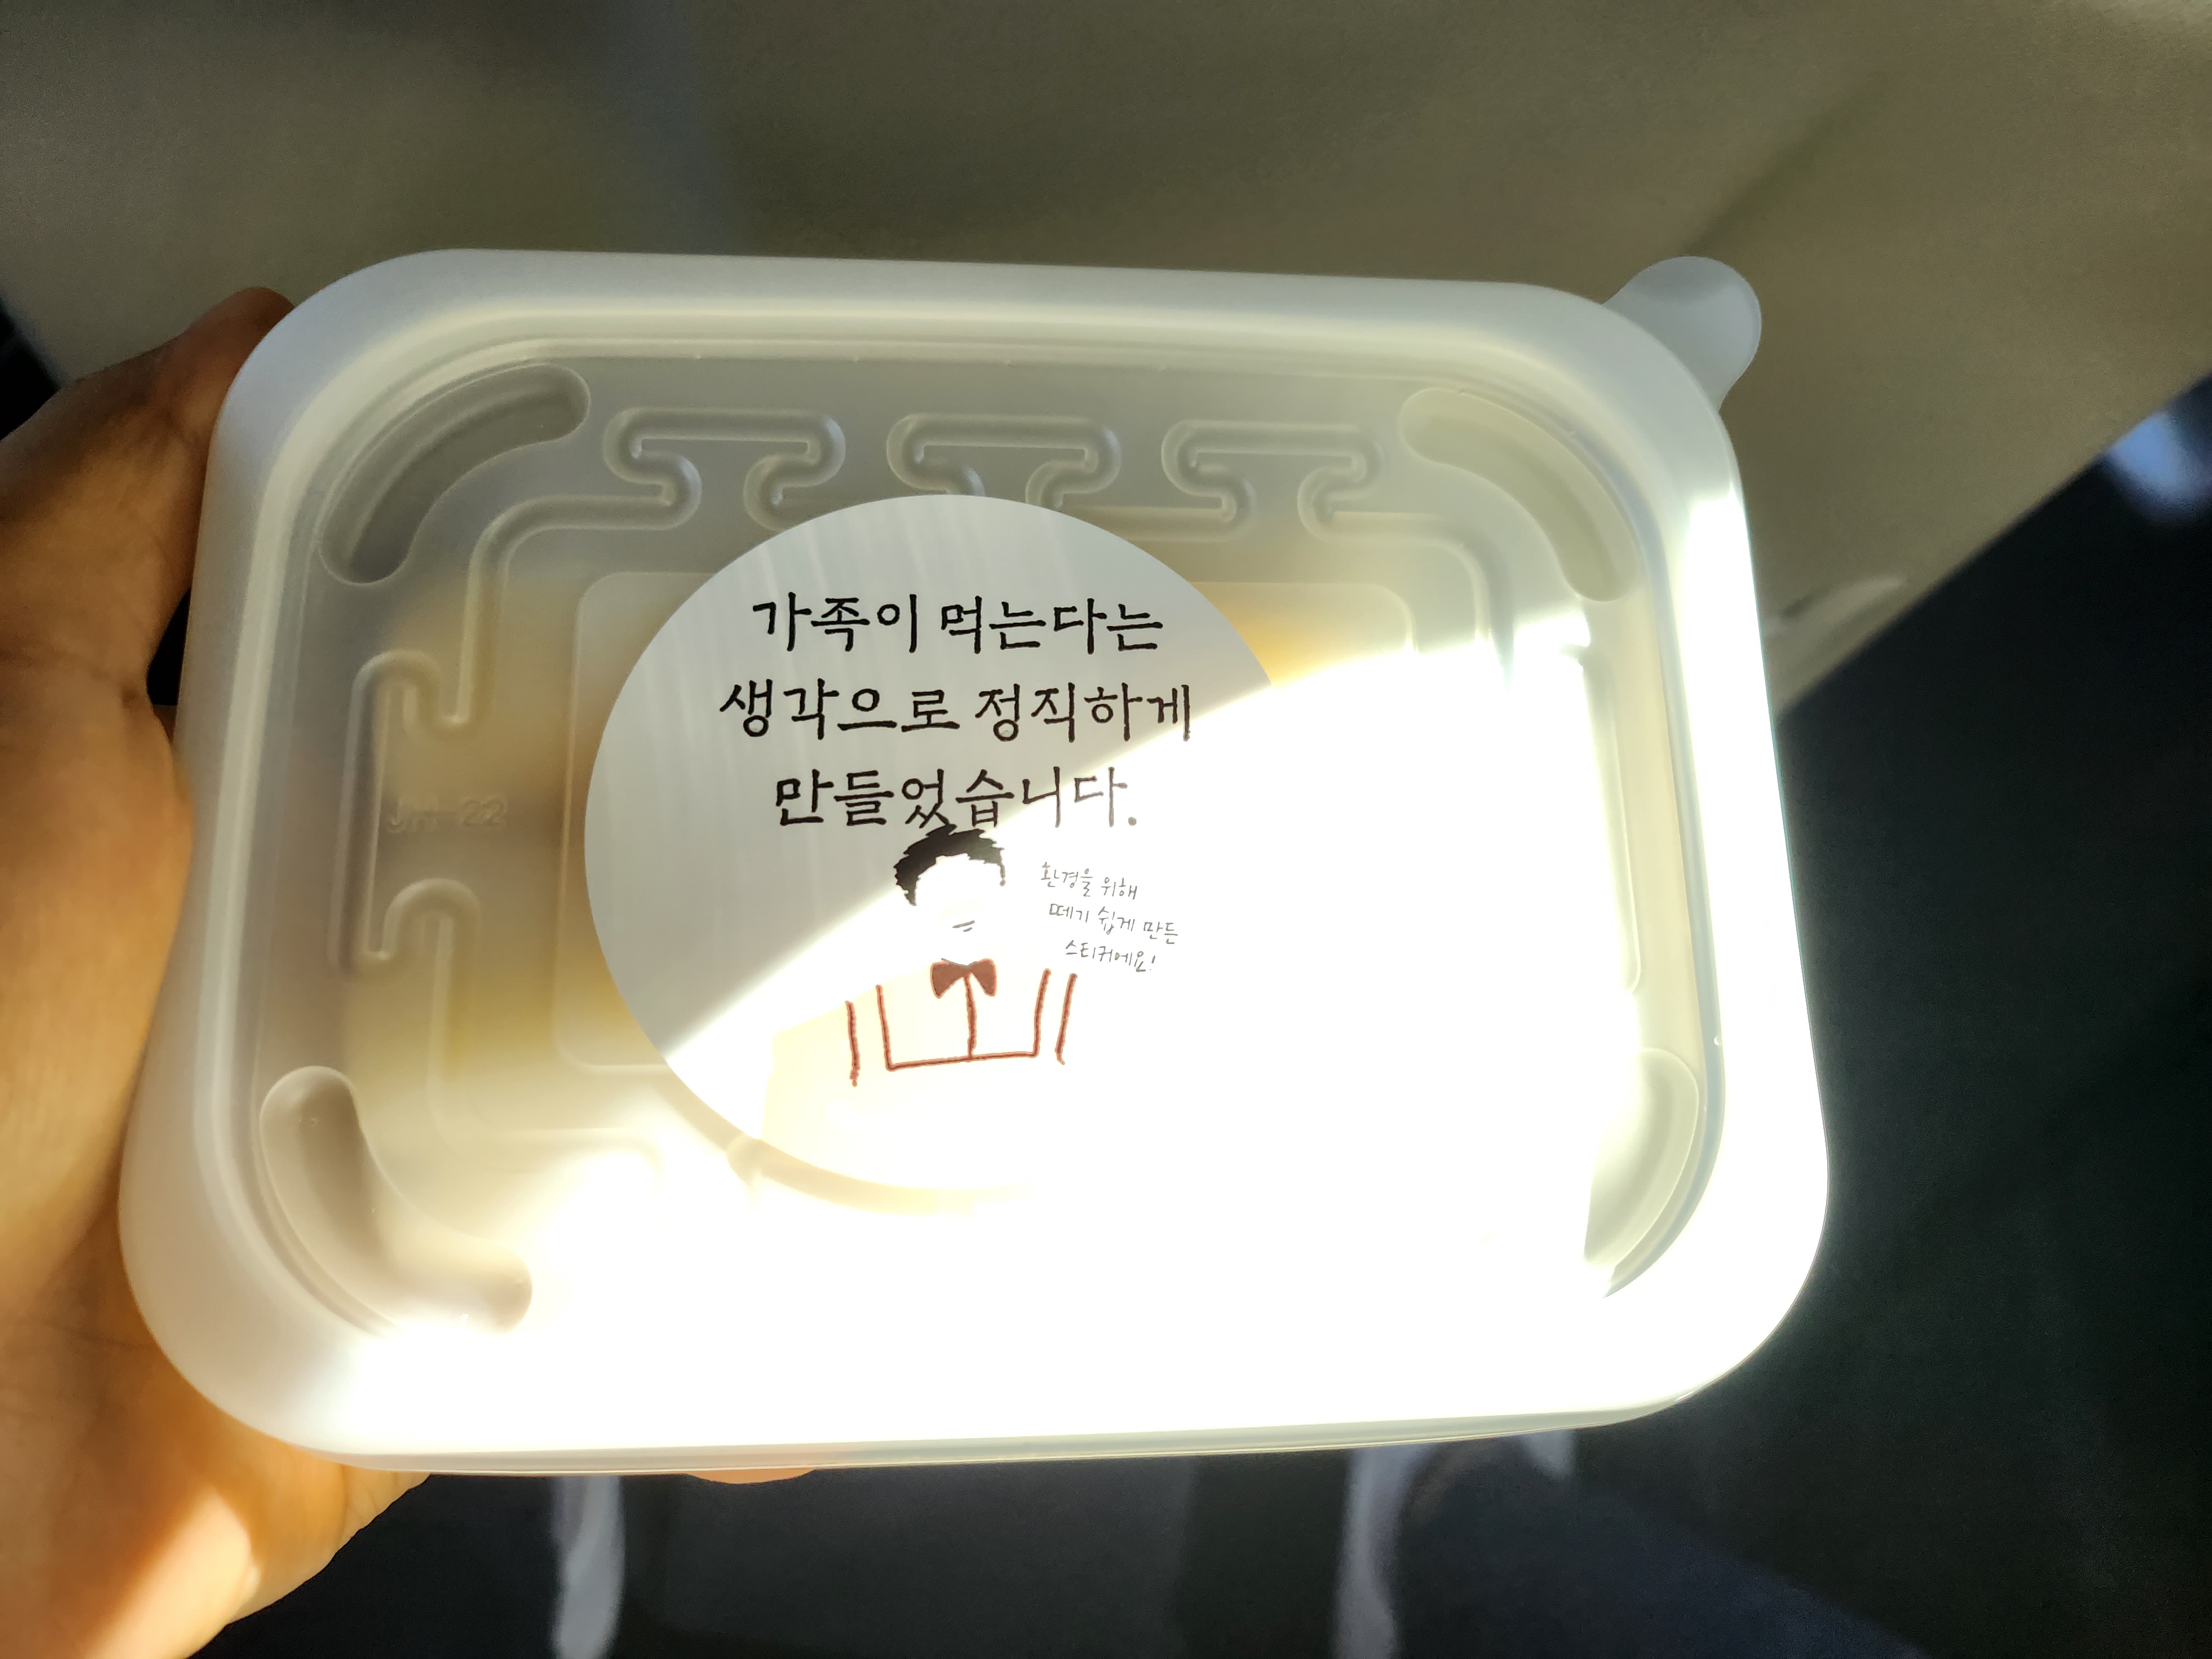 가족이 먹는다는
생각으로 정직하게
만들었습니다.
환경을 위해
떼기 쉽게 만든
스티커에요!